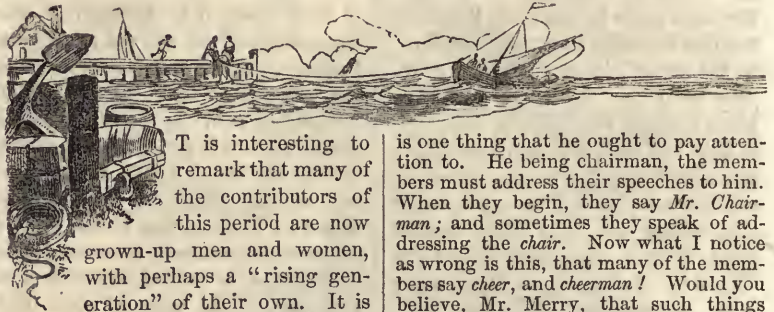 T is interesting to
remark that many of
the contributors of
this period are now
grown-up men and women,
with perhaps a "rising gen-
eration" of their own. It is
is one thing that he ought to pay atten-
tion to. He being chairman, the mem-
bers must address their speeches to him.
When they begin, they say Mr. Chair-
man; and sometimes they speak of ad-
dressing the chair. Now what I notice
as wrong is this, that many of the mem-
bers say cheer, and cheerman! Would you
believe, Mr. Merry, that such things